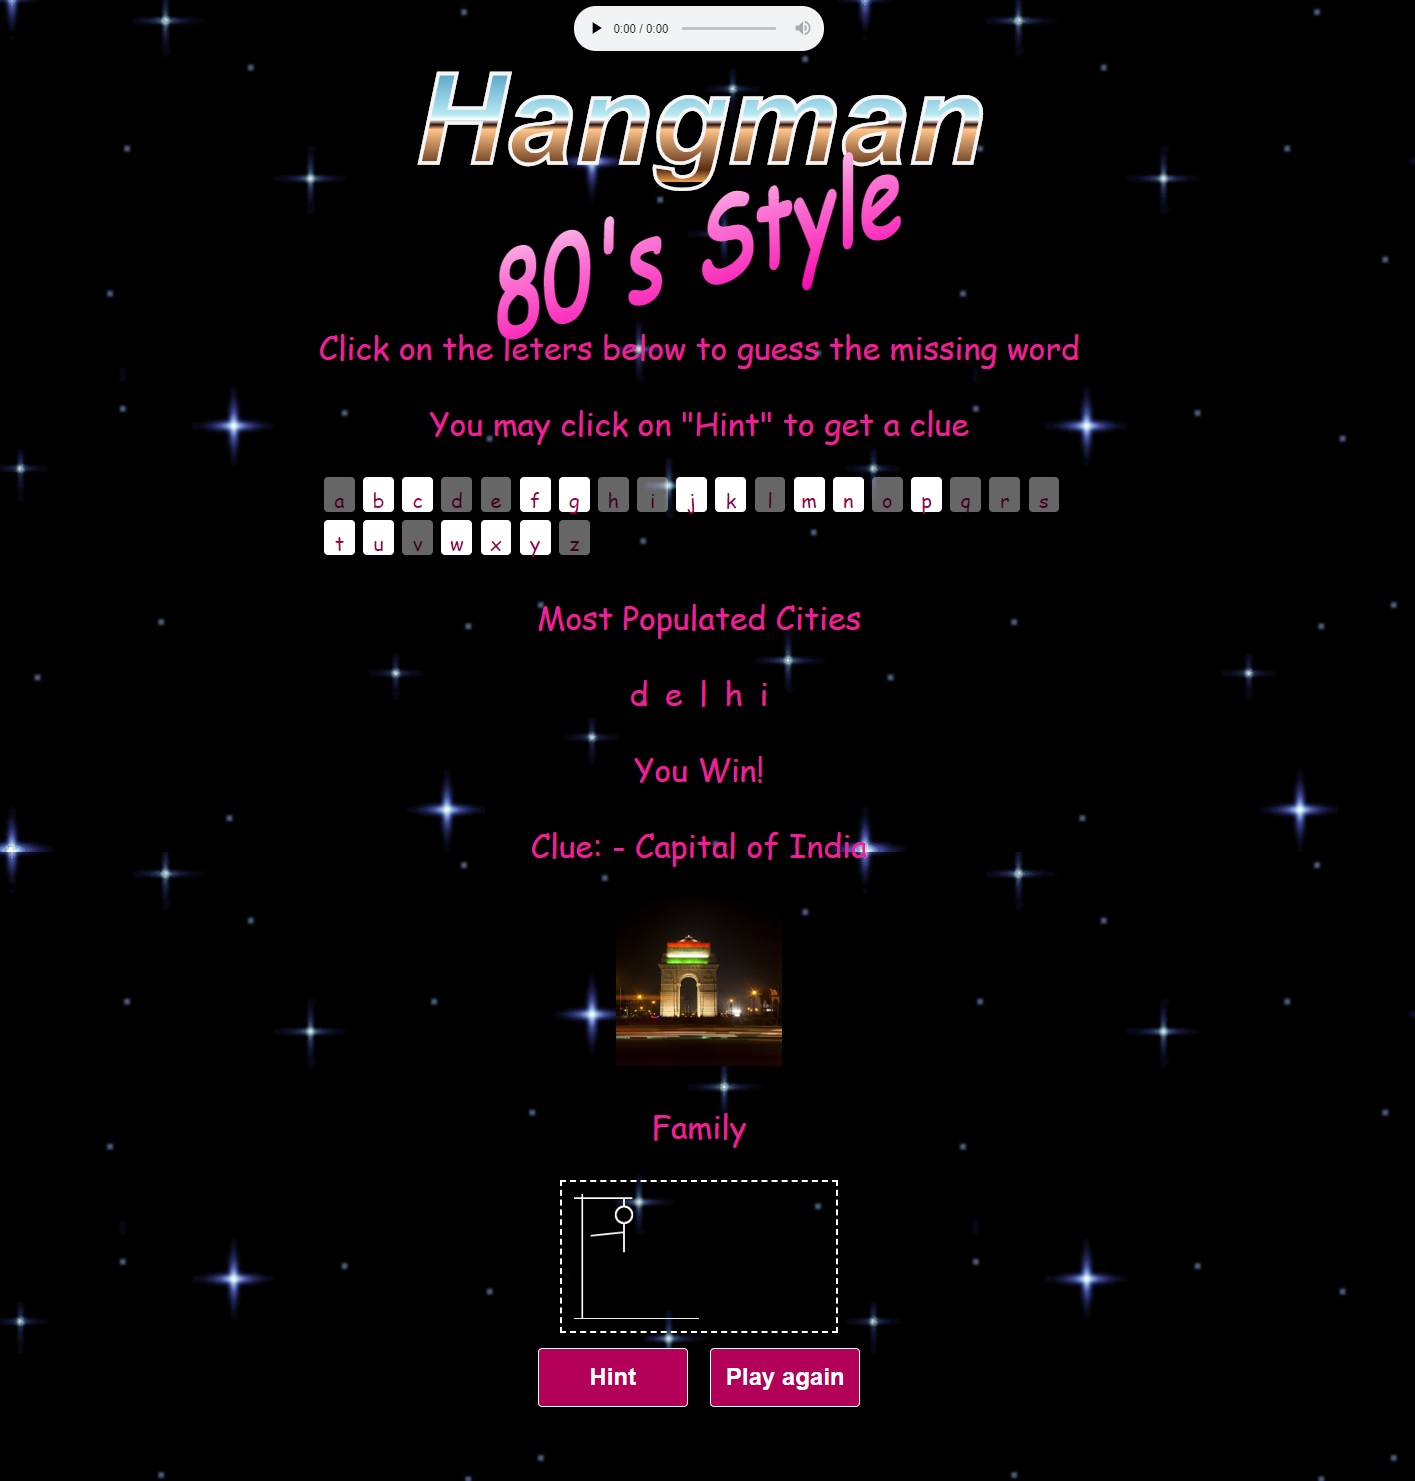 0:00 / 0:00
Hangman
80's Style
Click on the leters below to guess the missing word
You may click on "Hint" to get a clue
a b c d e f g h i j k l m n o p q r s
t u v w x y z
Most Populated Cities
d e l h i
You Win!
Clue: - Capital of India
Family
Hint Play again